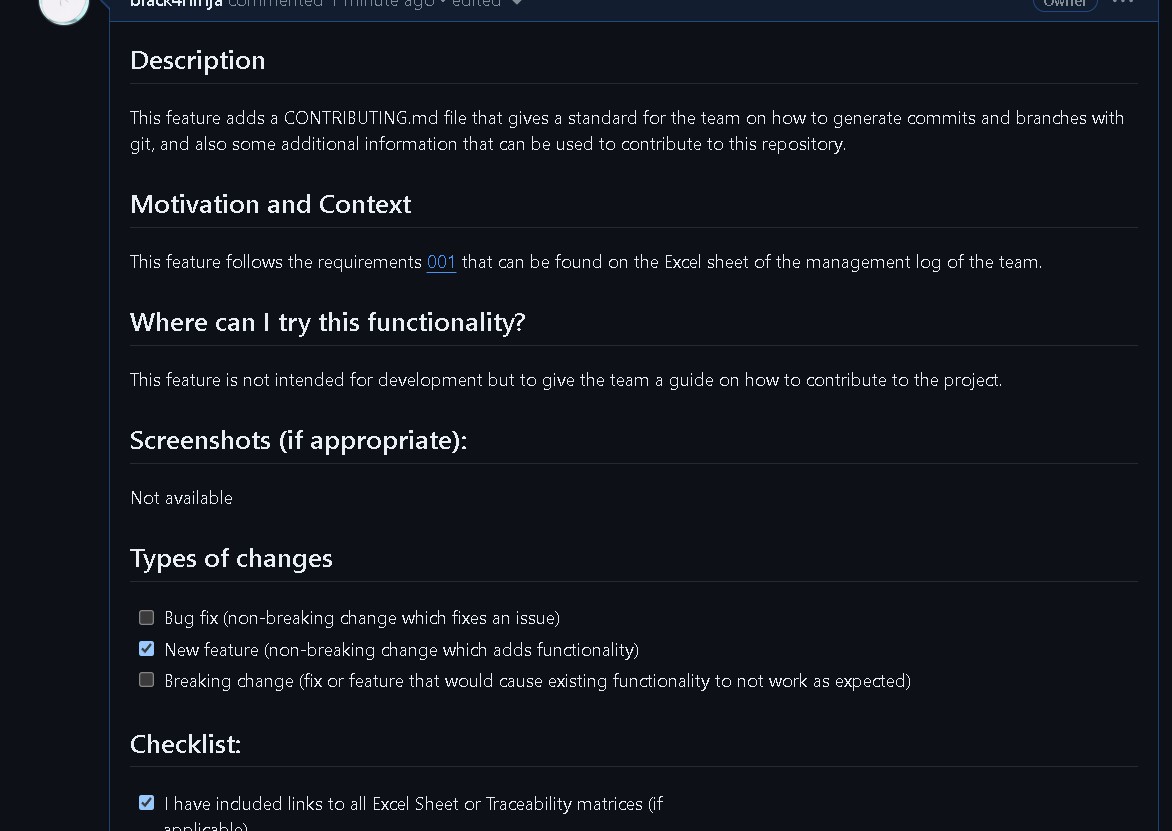 black4ninja commented 1 minute ago • edited
Owner
Description
This feature adds a CONTRIBUTING.md file that gives a standard for the team on how to generate commits and branches with
git, and also some additional information that can be used to contribute to this repository.
Motivation and Context
This feature follows the requirements 001 that can be found on the Excel sheet of the management log of the team.
Where can I try this functionality?
This feature is not intended for development but to give the team a guide on how to contribute to the project.
Screenshots (if appropriate):
Not available
Types of changes
Bug fix (non-breaking change which fixes an issue)
New feature (non-breaking change which adds functionality)
Breaking change (fix or feature that would cause existing functionality to not work as expected)
Checklist:
I have included links to all Excel Sheet or Traceability matrices (if
applicable)